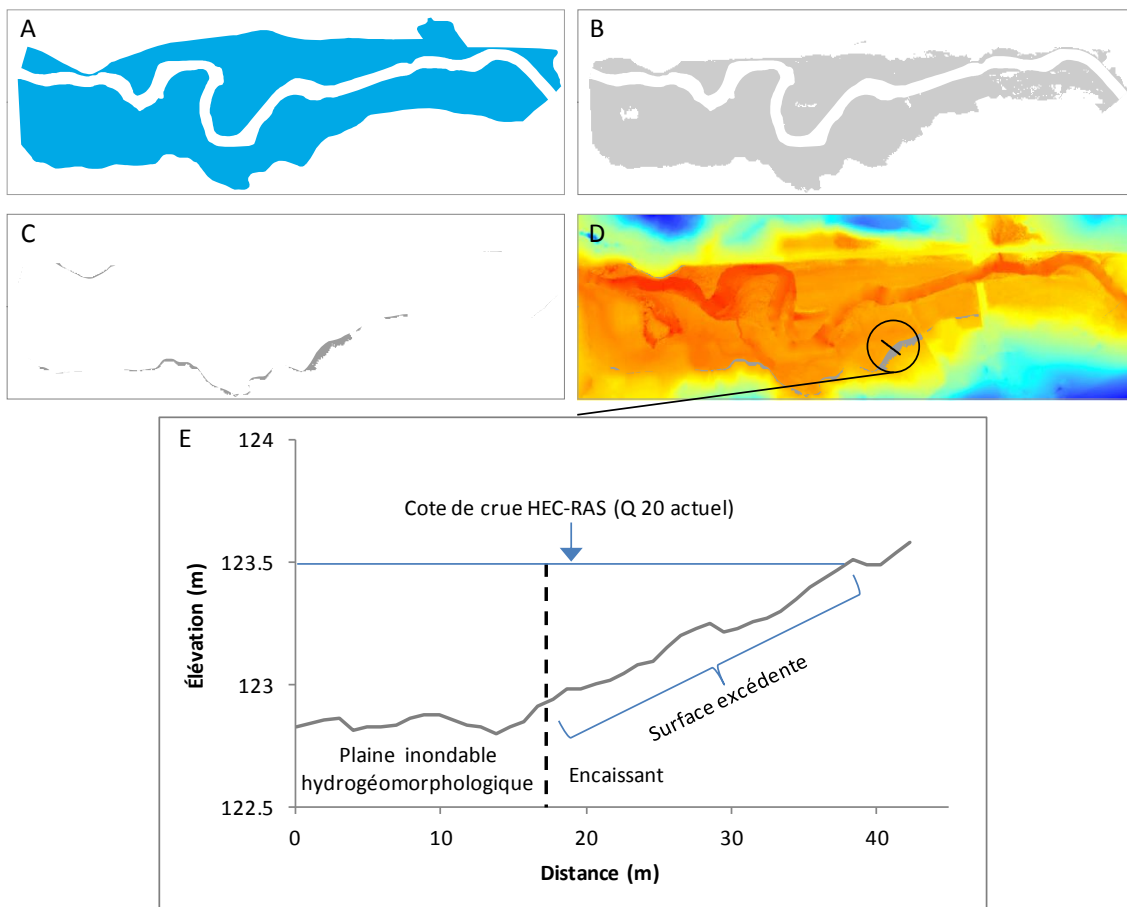 A
B
C
D
E
124
Cote de crue HEC-RAS (Q 20 actuel)
123.5
Élévation (m)
123
Surface excédente
Plaine inondable
hydrogéomorphologique
Encaissant
122.5
0
10
20
30
40
Distance (m)